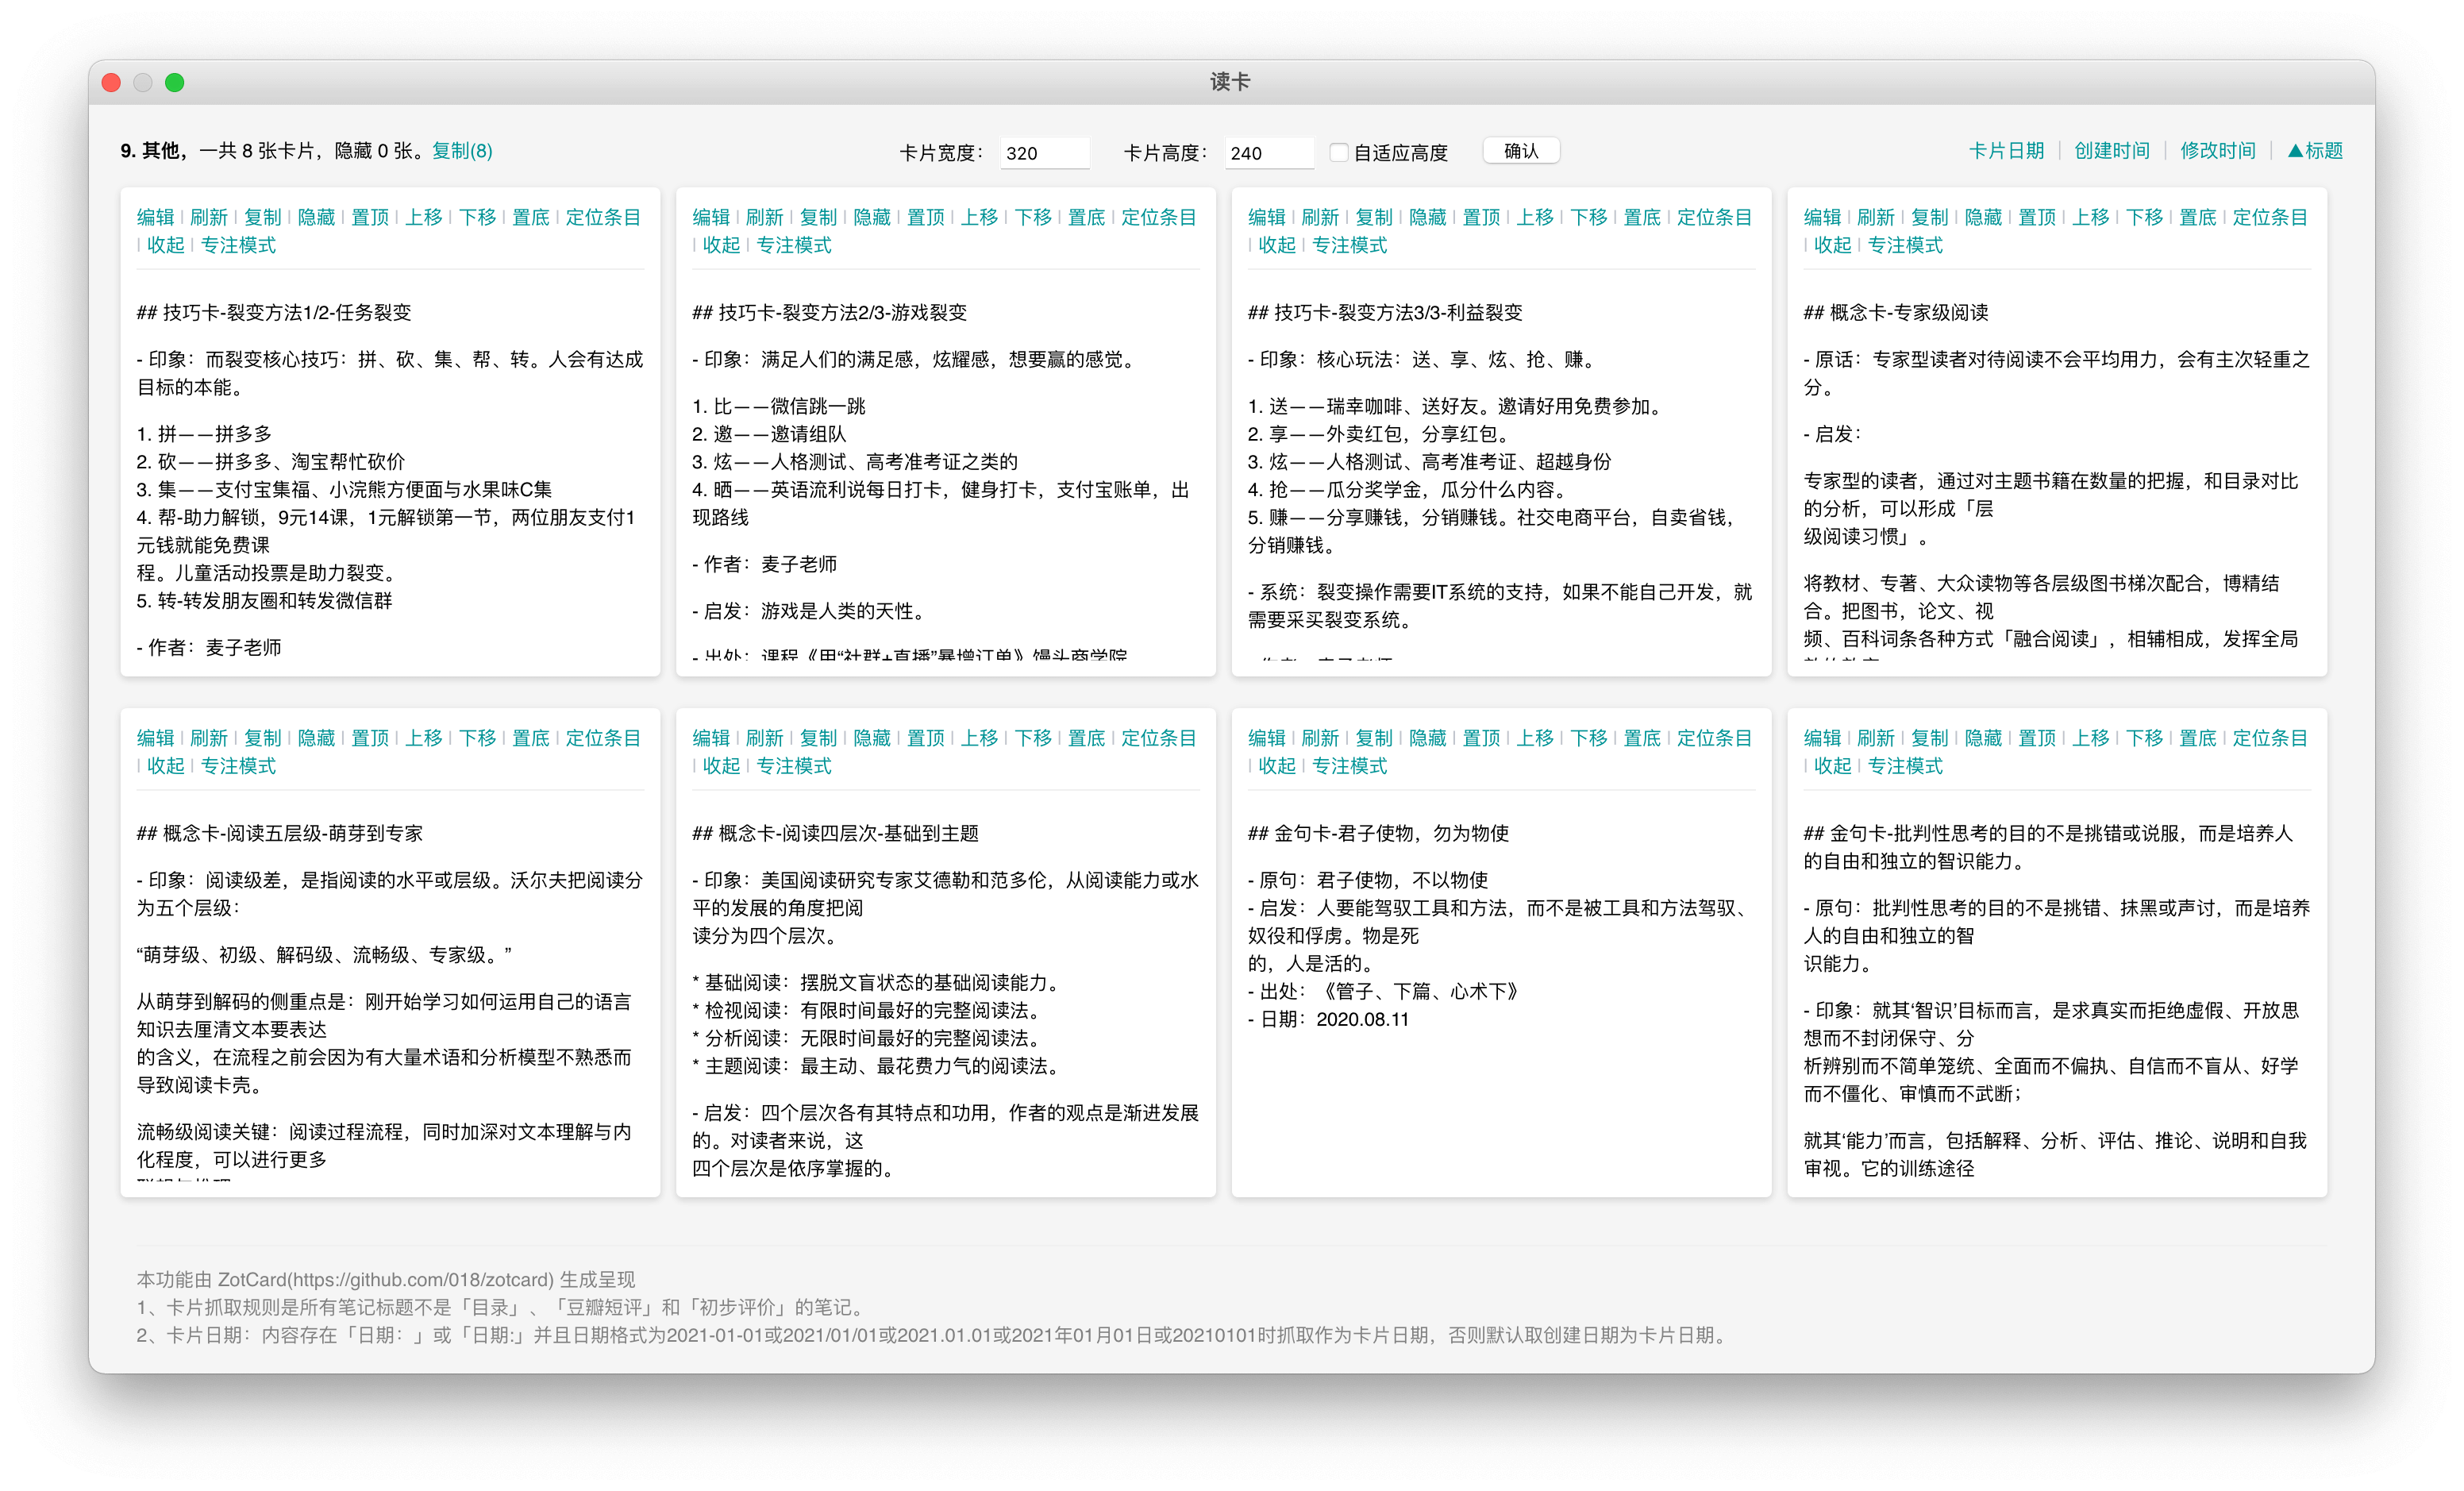 读卡
9. 其他，一共 8 张卡片，隐藏 0 张。复制(8)
卡片宽度： 320 卡片高度： 240 自适应高度 确认
卡片日期 | 创建时间 | 修改时间 | ▲标题
编辑 | 刷新 | 复制 | 隐藏 | 置顶 | 上移 | 下移 | 置底 | 定位条目
| 收起 | 专注模式
## 技巧卡-裂变方法1/2-任务裂变
- 印象：而裂变核心技巧：拼、砍、集、帮、转。人会有达成
目标的本能。
1. 拼——拼多多
2. 砍——拼多多、淘宝帮忙砍价
3. 集——支付宝集福、小浣熊方便面与水果味C集
4. 帮-助力解锁，9元14课，1元解锁第一节，两位朋友支付1
元钱就能免费课
程。儿童活动投票是助力裂变。
5. 转-转发朋友圈和转发微信群
- 作者：麦子老师
编辑 | 刷新 | 复制 | 隐藏 | 置顶 | 上移 | 下移 | 置底 | 定位条目
| 收起 | 专注模式
## 技巧卡-裂变方法2/3-游戏裂变
- 印象：满足人们的满足感，炫耀感，想要赢的感觉。
1. 比——微信跳一跳
2. 邀——邀请组队
3. 炫——人格测试、高考准考证之类的
4. 晒——英语流利说每日打卡，健身打卡，支付宝账单，出
现路线
- 作者：麦子老师
- 启发：游戏是人类的天性。
- 出处：课程《用“社群+直播”暴增订单》馒头商学院
编辑 | 刷新 | 复制 | 隐藏 | 置顶 | 上移 | 下移 | 置底 | 定位条目
| 收起 | 专注模式
## 技巧卡-裂变方法3/3-利益裂变
- 印象：核心玩法：送、享、炫、抢、赚。
1. 送——瑞幸咖啡、送好友。邀请好用免费参加。
2. 享——外卖红包，分享红包。
3. 炫——人格测试、高考准考证、超越身份
4. 抢——瓜分奖学金，瓜分什么内容。
5. 赚——分享赚钱，分销赚钱。社交电商平台，自卖省钱，
分销赚钱。
- 系统：裂变操作需要IT系统的支持，如果不能自己开发，就
需要采买裂变系统。
编辑 | 刷新 | 复制 | 隐藏 | 置顶 | 上移 | 下移 | 置底 | 定位条目
| 收起 | 专注模式
## 概念卡-专家级阅读
- 原话：专家型读者对待阅读不会平均用力，会有主次轻重之
分。
- 启发：
专家型的读者，通过对主题书籍在数量的把握，和目录对比
的分析，可以形成「层
级阅读习惯」。
将教材、专著、大众读物等各层级图书梯次配合，博精结
合。把图书，论文、视
频、百科词条各种方式「融合阅读」，相辅相成，发挥全局
编辑 | 刷新 | 复制 | 隐藏 | 置顶 | 上移 | 下移 | 置底 | 定位条目
| 收起 | 专注模式
## 概念卡-阅读五层级-萌芽到专家
- 印象：阅读级差，是指阅读的水平或层级。沃尔夫把阅读分
为五个层级：
“萌芽级、初级、解码级、流畅级、专家级。”
从萌芽到解码的侧重点是：刚开始学习如何运用自己的语言
知识去厘清文本要表达
的含义，在流程之前会因为有大量术语和分析模型不熟悉而
导致阅读卡壳。
流畅级阅读关键：阅读过程流程，同时加深对文本理解与内
化程度，可以进行更多
编辑 | 刷新 | 复制 | 隐藏 | 置顶 | 上移 | 下移 | 置底 | 定位条目
| 收起 | 专注模式
## 概念卡-阅读四层次-基础到主题
- 印象：美国阅读研究专家艾德勒和范多伦，从阅读能力或水
平的发展的角度把阅
读分为四个层次。
* 基础阅读：摆脱文盲状态的基础阅读能力。
* 检视阅读：有限时间最好的完整阅读法。
* 分析阅读：无限时间最好的完整阅读法。
* 主题阅读：最主动、最花费力气的阅读法。
- 启发：四个层次各有其特点和功用，作者的观点是渐进发展
的。对读者来说，这
四个层次是依序掌握的。
编辑 | 刷新 | 复制 | 隐藏 | 置顶 | 上移 | 下移 | 置底 | 定位条目
| 收起 | 专注模式
## 金句卡-君子使物，勿为物使
- 原句：君子使物，不以物使
- 启发：人要能驾驭工具和方法，而不是被工具和方法驾驭、
奴役和俘虏。物是死
的，人是活的。
- 出处：《管子、下篇、心术下》
- 日期：2020.08.11
编辑 | 刷新 | 复制 | 隐藏 | 置顶 | 上移 | 下移 | 置底 | 定位条目
| 收起 | 专注模式
## 金句卡-批判性思考的目的不是挑错或说服，而是培养人
的自由和独立的智识能力。
- 原句：批判性思考的目的不是挑错、抹黑或声讨，而是培养
人的自由和独立的智
识能力。
- 印象：就其‘智识’目标而言，是求真实而拒绝虚假、开放思
想而不封闭保守、分
析辨别而不简单笼统、全面而不偏执、自信而不盲从、好学
而不僵化、审慎而不武断；
就其‘能力’而言，包括解释、分析、评估、推论、说明和自我
审视。它的训练途径
本功能由 ZotCard(https://github.com/018/zotcard) 生成呈现
1、卡片抓取规则是所有笔记标题不是「目录」、「豆瓣短评」和「初步评价」的笔记。
2、卡片日期：内容存在「日期：」或「日期:」并且日期格式为2021-01-01或2021/01/01或2021.01.01或2021年01月01日或20210101时抓取作为卡片日期，否则默认取创建日期为卡片日期。